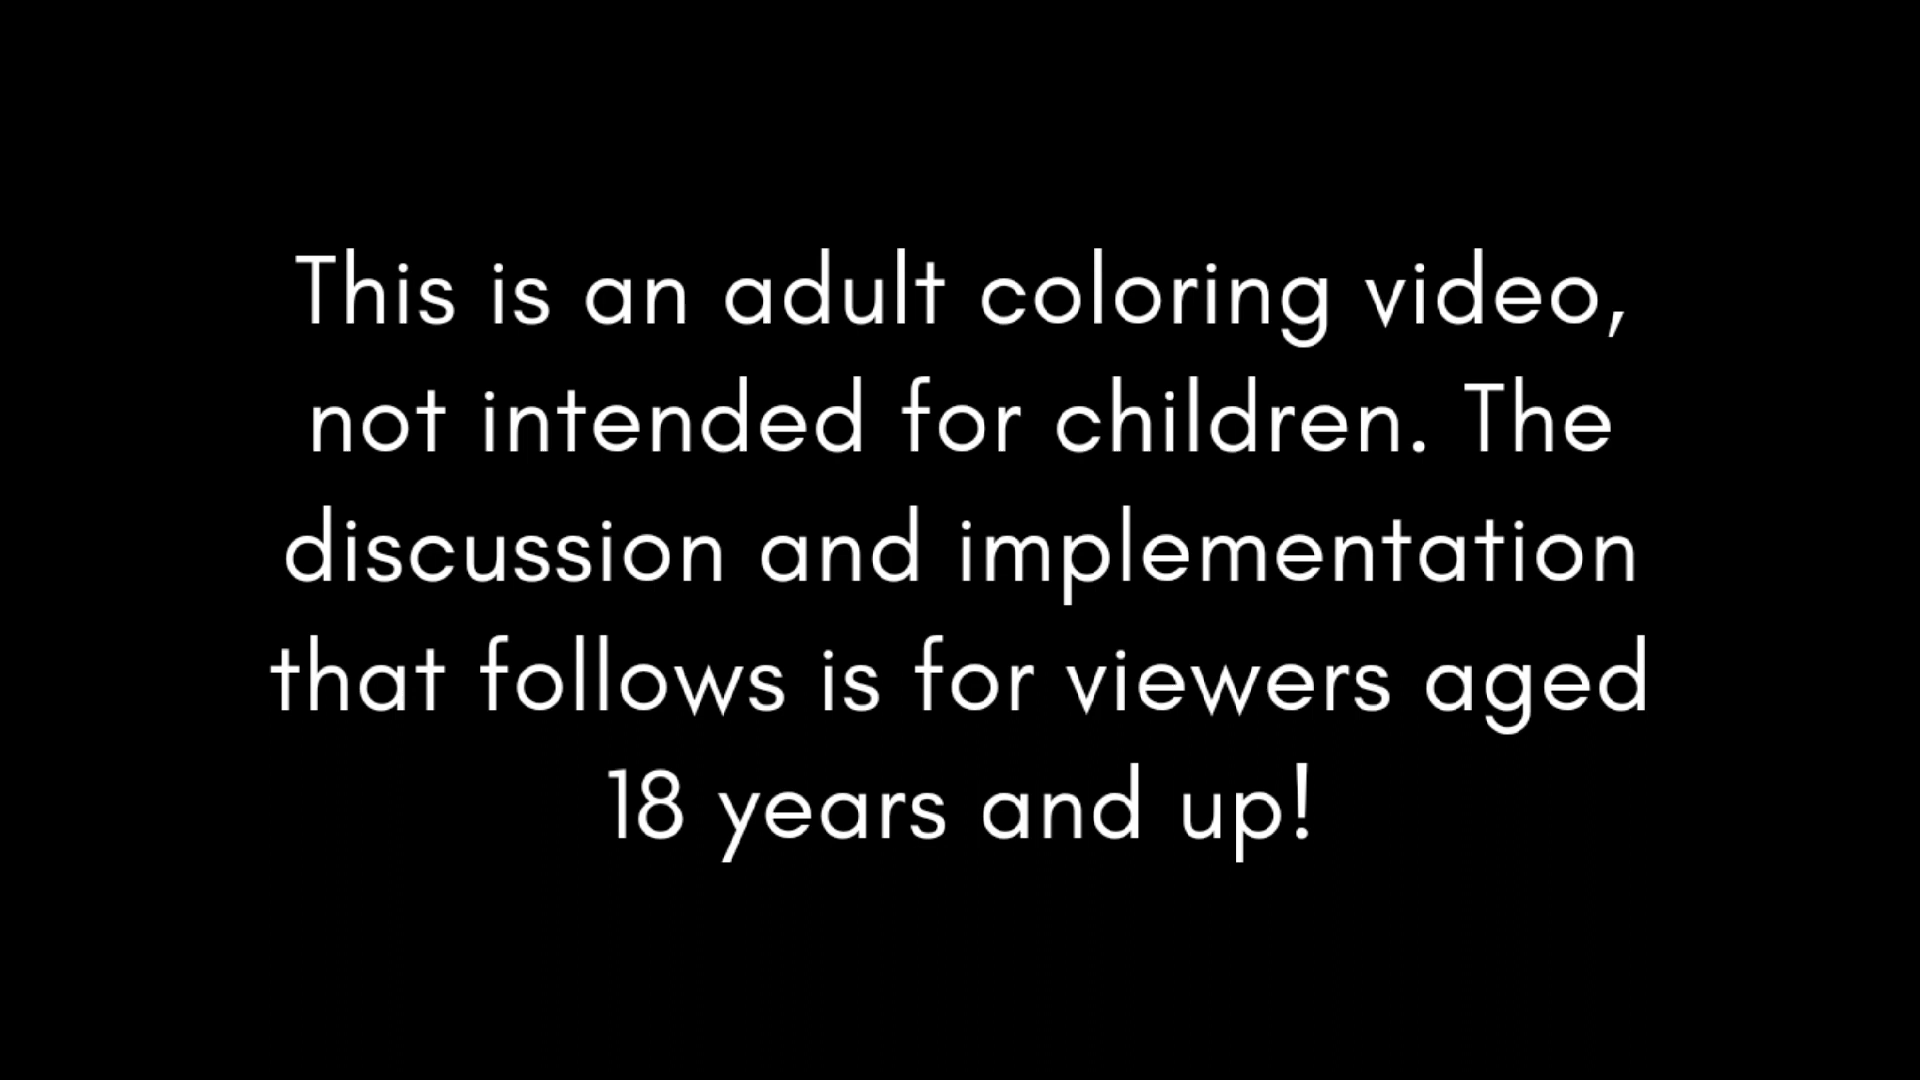 This is an adult coloring video,
not intended for children. The
discussion and implementation
that follows is for viewers aged
18 years and up!